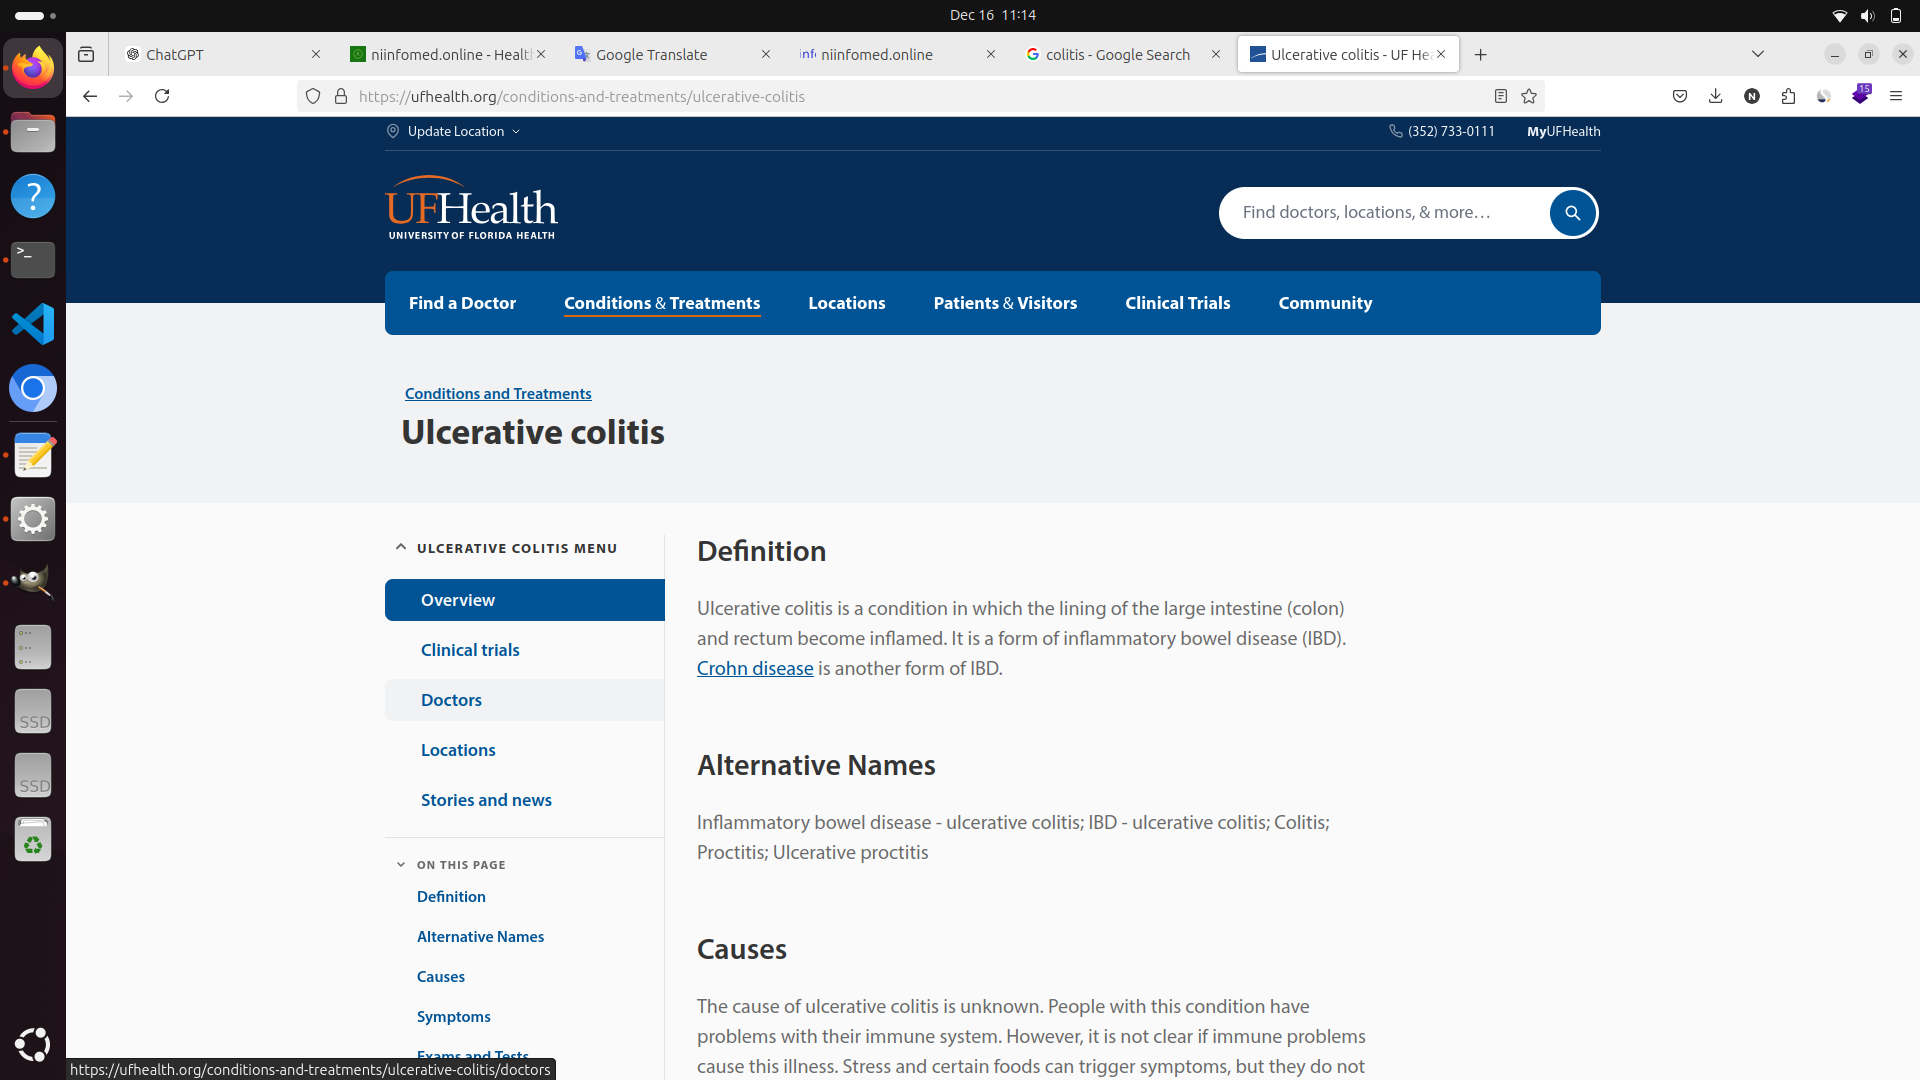 Dec 16 11:14
ChatGPT
niinfomed.online - Healt
Google Translate
niinfomed.online
colitis - Google Search
Ulcerative colitis - UF He
https://ufhealth.org/conditions-and-treatments/ulcerative-colitis
N
15
Update Location
(352) 733-0111
MyUFHealth
UFHealth
UNIVERSITY OF FLORIDA HEALTH
Find doctors, locations, & more…
Find a Doctor
Conditions & Treatments
Locations
Patients & Visitors
Clinical Trials
Community
Conditions and Treatments
Ulcerative colitis
ULCERATIVE COLITIS MENU
Overview
Clinical trials
Doctors
Locations
Stories and news
ON THIS PAGE
Definition
Alternative Names
Causes
Symptoms
Exams and Tests
Definition
Ulcerative colitis is a condition in which the lining of the large intestine (colon)
and rectum become inflamed. It is a form of inflammatory bowel disease (IBD).
Crohn disease is another form of IBD.
Alternative Names
Inflammatory bowel disease - ulcerative colitis; IBD - ulcerative colitis; Colitis;
Proctitis; Ulcerative proctitis
Causes
The cause of ulcerative colitis is unknown. People with this condition have
problems with their immune system. However, it is not clear if immune problems
cause this illness. Stress and certain foods can trigger symptoms, but they do not
SSD
SSD
https://ufhealth.org/conditions-and-treatments/ulcerative-colitis/doctors